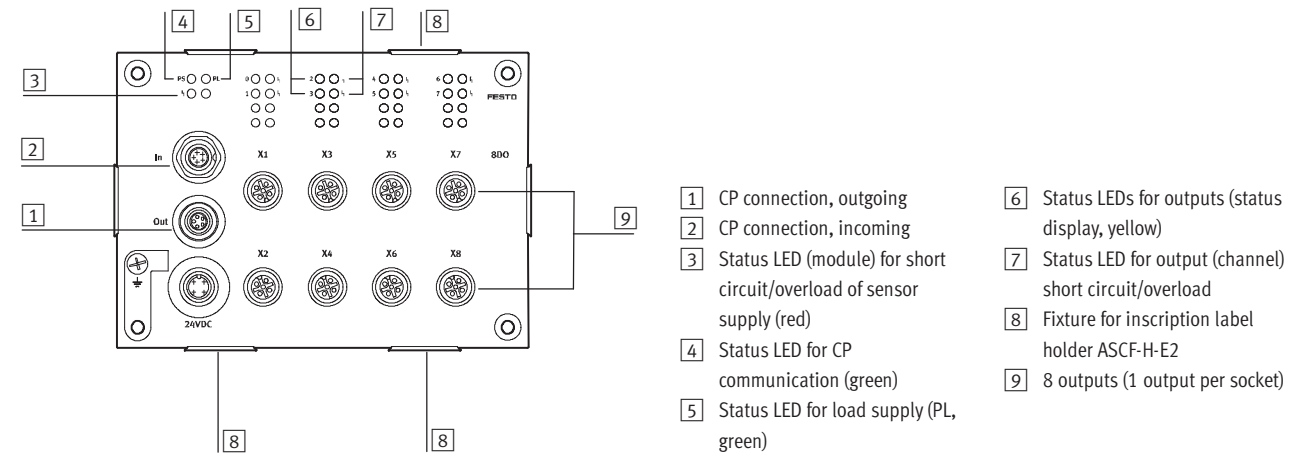 4 5 6 7 8
3
PS PL 0 2 4 6
1 3 5 7
FESTO
2
In X1 X3 X5 X7 8DO
1
Out
9
X2 X4 X6 X8
24VDC
8 8
1 CP connection, outgoing
2 CP connection, incoming
3 Status LED (module) for short
circuit/overload of sensor
supply (red)
4 Status LED for CP
communication (green)
5 Status LED for load supply (PL,
green)
6 Status LEDs for outputs (status
display, yellow)
7 Status LED for output (channel)
short circuit/overload
8 Fixture for inscription label
holder ASCF-H-E2
9 8 outputs (1 output per socket)